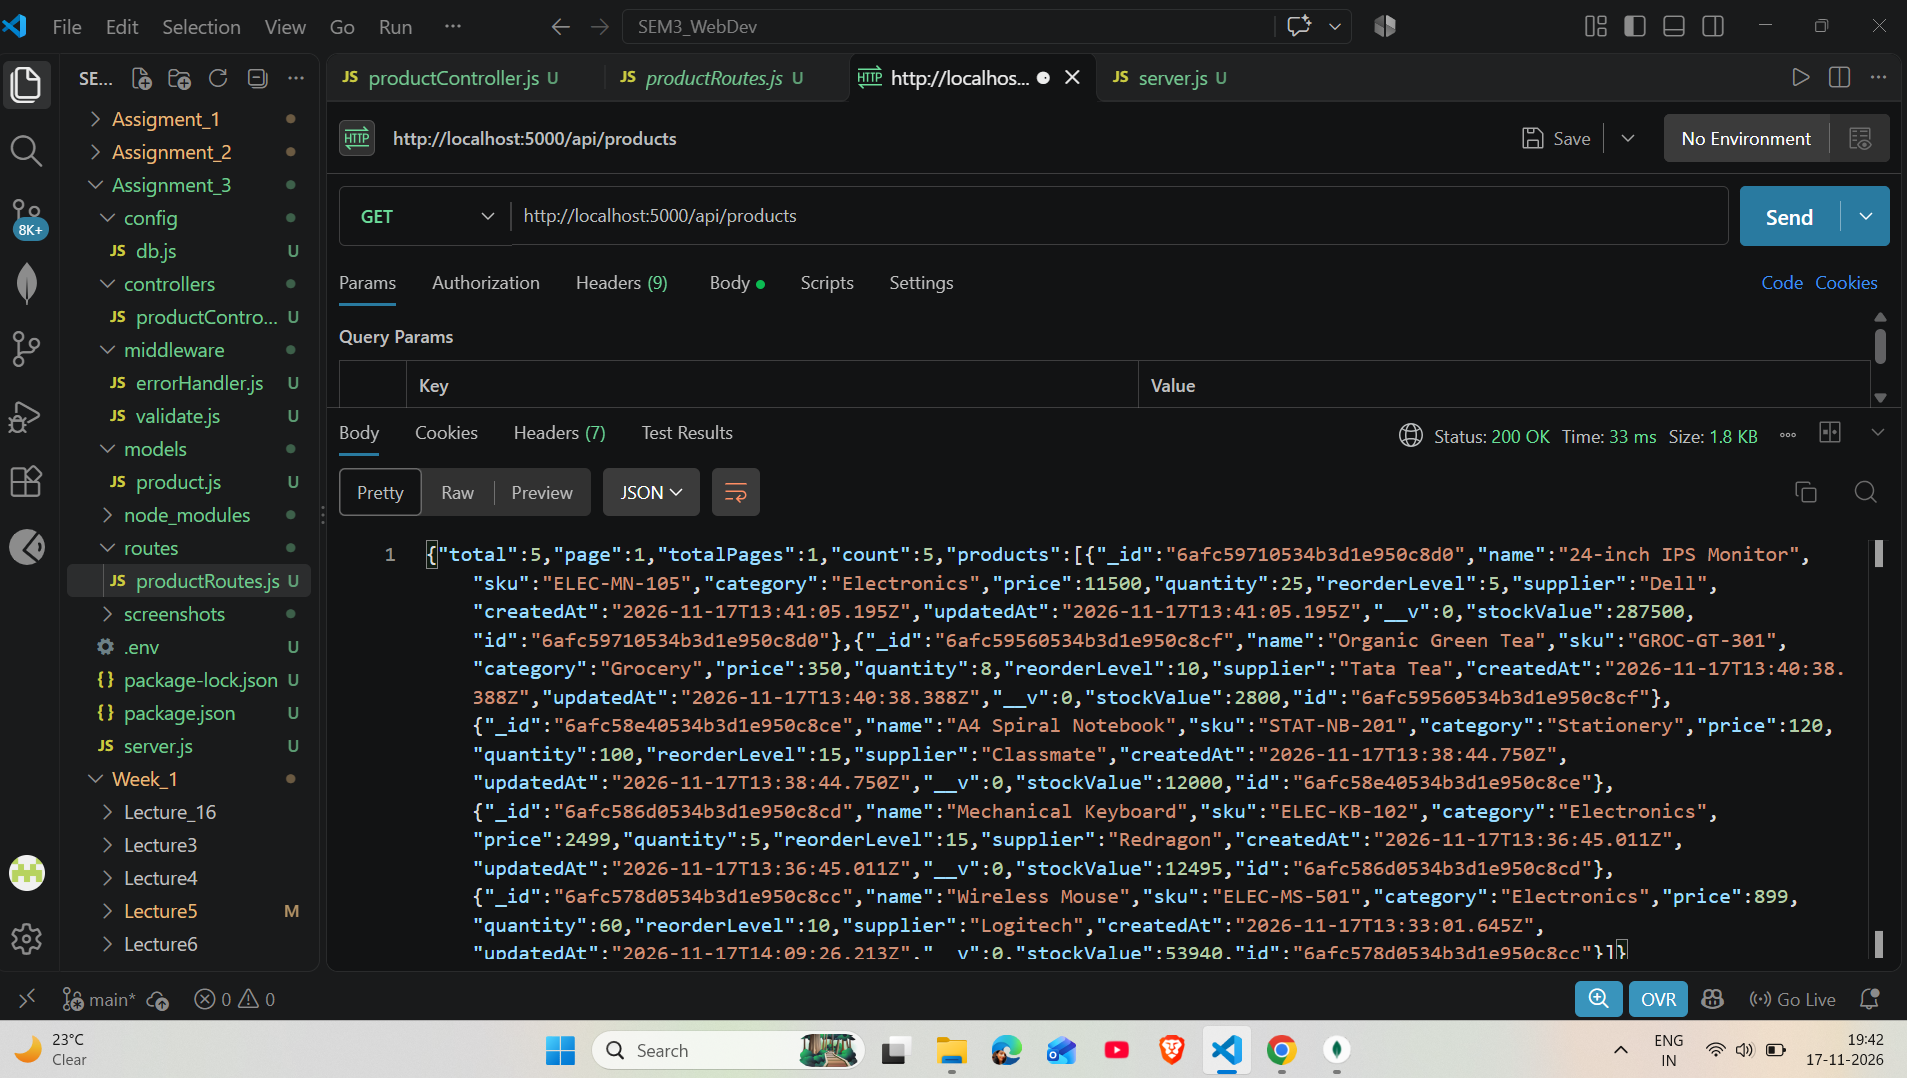 File Edit Selection View Go Run ··· SEM3_WebDev
SE... JS productController.js U JS productRoutes.js U HTTP http://localhos... JS server.js U
Assigment_1
Assignment_2
Assignment_3
config
JS db.js U
controllers
JS productContro... U
middleware
JS errorHandler.js U
JS validate.js U
models
JS product.js U
node_modules
routes
JS productRoutes.js U
screenshots
.env U
{} package-lock.json U
{} package.json U
JS server.js U
Week_1
Lecture_16
Lecture3
Lecture4
Lecture5 M
Lecture6
8K+
HTTP http://localhost:5000/api/products Save No Environment
GET http://localhost:5000/api/products Send
Params Authorization Headers (9) Body Scripts Settings Code Cookies
Query Params
Key Value
Body Cookies Headers (7) Test Results Status: 200 OK Time: 33 ms Size: 1.8 KB
Pretty Raw Preview JSON
1 {"total":5,"page":1,"totalPages":1,"count":5,"products":[{"_id":"6afc59710534b3d1e950c8d0","name":"24-inch IPS Monitor",
"sku":"ELEC-MN-105","category":"Electronics","price":11500,"quantity":25,"reorderLevel":5,"supplier":"Dell",
"createdAt":"2026-11-17T13:41:05.195Z","updatedAt":"2026-11-17T13:41:05.195Z","__v":0,"stockValue":287500,
"id":"6afc59710534b3d1e950c8d0"},{"_id":"6afc59560534b3d1e950c8cf","name":"Organic Green Tea","sku":"GROC-GT-301",
"category":"Grocery","price":350,"quantity":8,"reorderLevel":10,"supplier":"Tata Tea","createdAt":"2026-11-17T13:40:38.
388Z","updatedAt":"2026-11-17T13:40:38.388Z","__v":0,"stockValue":2800,"id":"6afc59560534b3d1e950c8cf"},
{"_id":"6afc58e40534b3d1e950c8ce","name":"A4 Spiral Notebook","sku":"STAT-NB-201","category":"Stationery","price":120,
"quantity":100,"reorderLevel":15,"supplier":"Classmate","createdAt":"2026-11-17T13:38:44.750Z",
"updatedAt":"2026-11-17T13:38:44.750Z","__v":0,"stockValue":12000,"id":"6afc58e40534b3d1e950c8ce"},
{"_id":"6afc586d0534b3d1e950c8cd","name":"Mechanical Keyboard","sku":"ELEC-KB-102","category":"Electronics",
"price":2499,"quantity":5,"reorderLevel":15,"supplier":"Redragon","createdAt":"2026-11-17T13:36:45.011Z",
"updatedAt":"2026-11-17T13:36:45.011Z","__v":0,"stockValue":12495,"id":"6afc586d0534b3d1e950c8cd"},
{"_id":"6afc578d0534b3d1e950c8cc","name":"Wireless Mouse","sku":"ELEC-MS-501","category":"Electronics","price":899,
"quantity":60,"reorderLevel":10,"supplier":"Logitech","createdAt":"2026-11-17T13:33:01.645Z",
"updatedAt":"2026-11-17T14:09:26.213Z","__v":0,"stockValue":53940,"id":"6afc578d0534b3d1e950c8cc"}]}
main* 0 0 OVR Go Live
23°C
Clear
Search
ENG
IN
19:42
17-11-2026